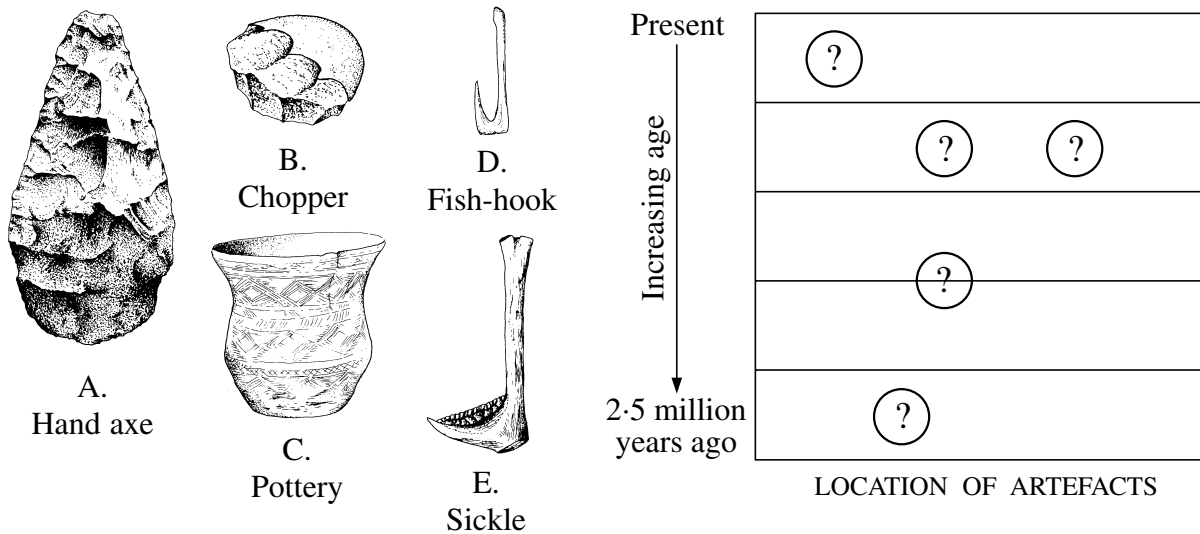 A.
Hand axe
B.
Chopper
C.
Pottery
D.
Fish-hook
E.
Sickle
Present
Increasing age
2·5 million
years ago
?
? ?
?
?
LOCATION OF ARTEFACTS